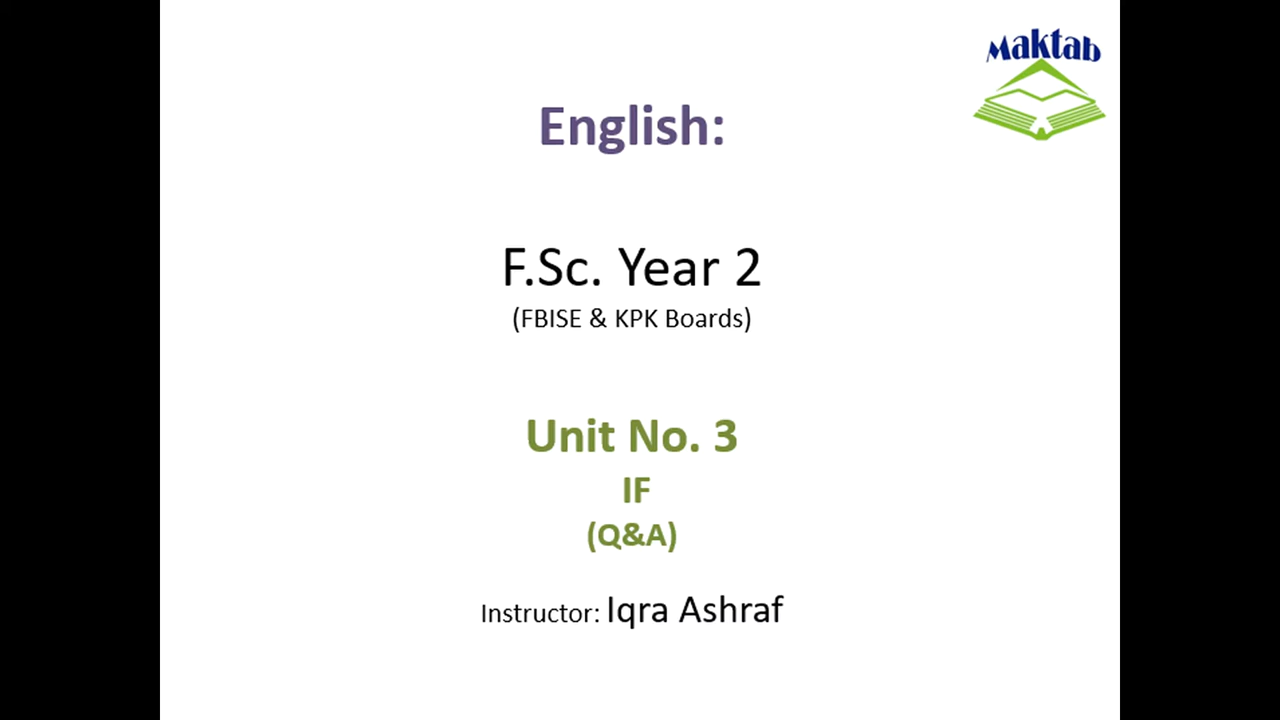 Maktab
English:
F.Sc. Year 2
(FBISE & KPK Boards)
Unit No. 3
IF
(Q&A)
Instructor: Iqra Ashraf